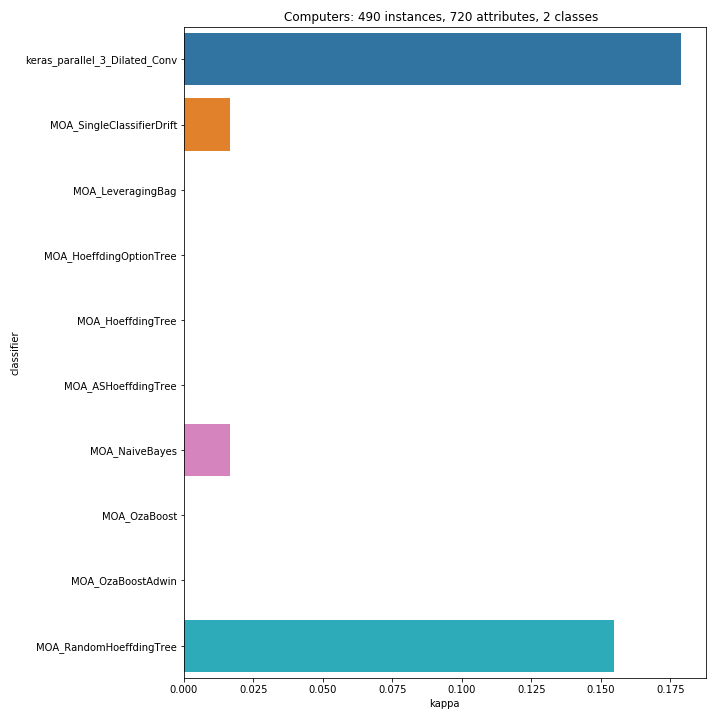 Computers: 490 instances, 720 attributes, 2 classes
keras_parallel_3_Dilated_Conv
MOA_SingleClassifierDrift
MOA_LeveragingBag
MOA_HoeffdingOptionTree
MOA_HoeffdingTree
classifier
MOA_ASHoeffdingTree
MOA_NaiveBayes
MOA_OzaBoost
MOA_OzaBoostAdwin
MOA_RandomHoeffdingTree
0.000 0.025 0.050 0.075 0.100 0.125 0.150 0.175
kappa